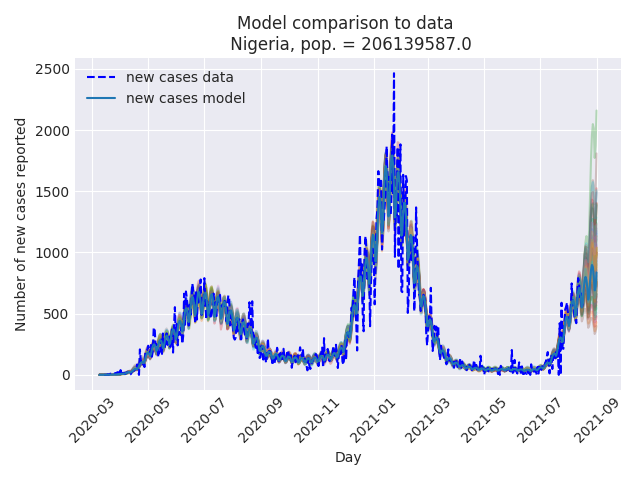 Model comparison to data
Nigeria, pop. = 206139587.0
new cases data
new cases model
Number of new cases reported
2500
2000
1500
1000
500
0
2020-03
2020-05
2020-07
2020-09
2020-11
2021-01
2021-03
2021-05
2021-07
2021-09
Day